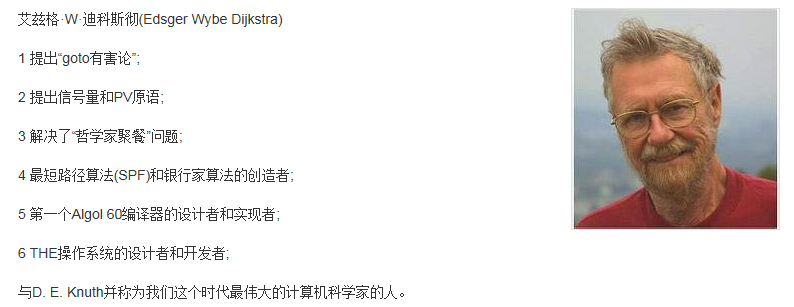 艾兹格·W·迪科斯彻(Edsger Wybe Dijkstra)
1 提出“goto有害论”;
2 提出信号量和PV原语;
3 解决了“哲学家聚餐”问题;
4 最短路径算法(SPF)和银行家算法的创造者;
5 第一个Algol 60编译器的设计者和实现者;
6 THE操作系统的设计者和开发者;
与D. E. Knuth并称为我们这个时代最伟大的计算机科学家的人。